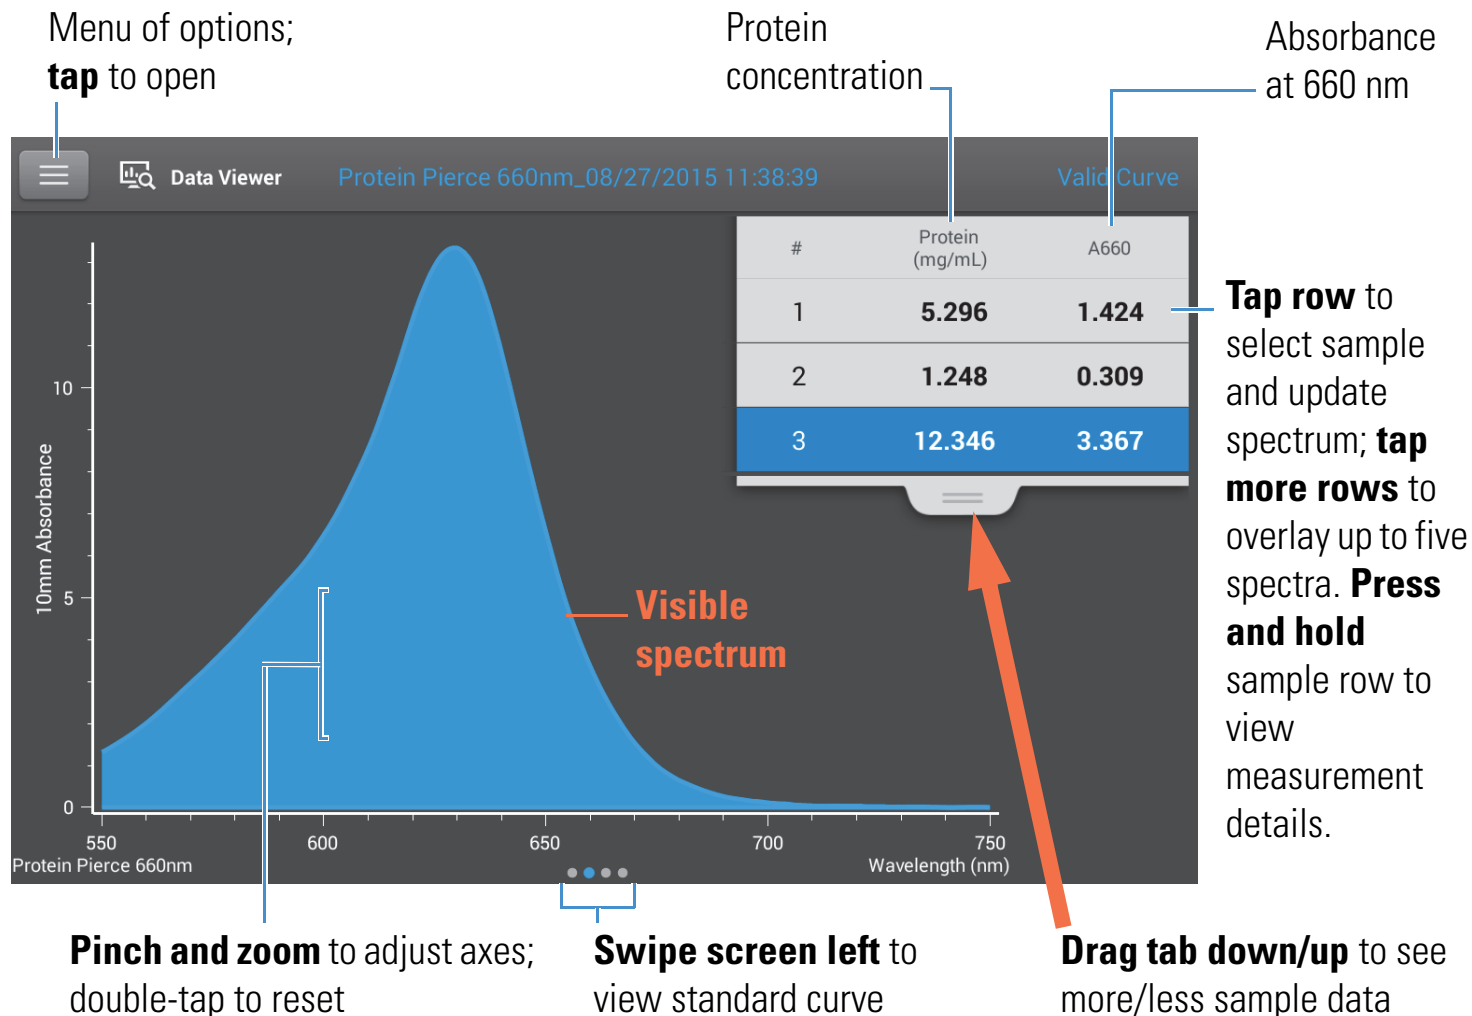 Menu of options;
tap to open
Protein
concentration
Absorbance
at 660 nm
Data Viewer
Protein Pierce 660nm_08/27/2015 11:38:39
Valid Curve
# Protein (mg/mL) A660
1 5.296 1.424
2 1.248 0.309
3 12.346 3.367
Tap row to
select sample
and update
spectrum; tap
more rows to
overlay up to five
spectra. Press
and hold
sample row to
view
measurement
details.
10mm Absorbance
10
5
0
Visible
spectrum
550 600 650 700 750
Protein Pierce 660nm
Wavelength (nm)
Pinch and zoom to adjust axes;
double-tap to reset
Swipe screen left to
view standard curve
Drag tab down/up to see
more/less sample data